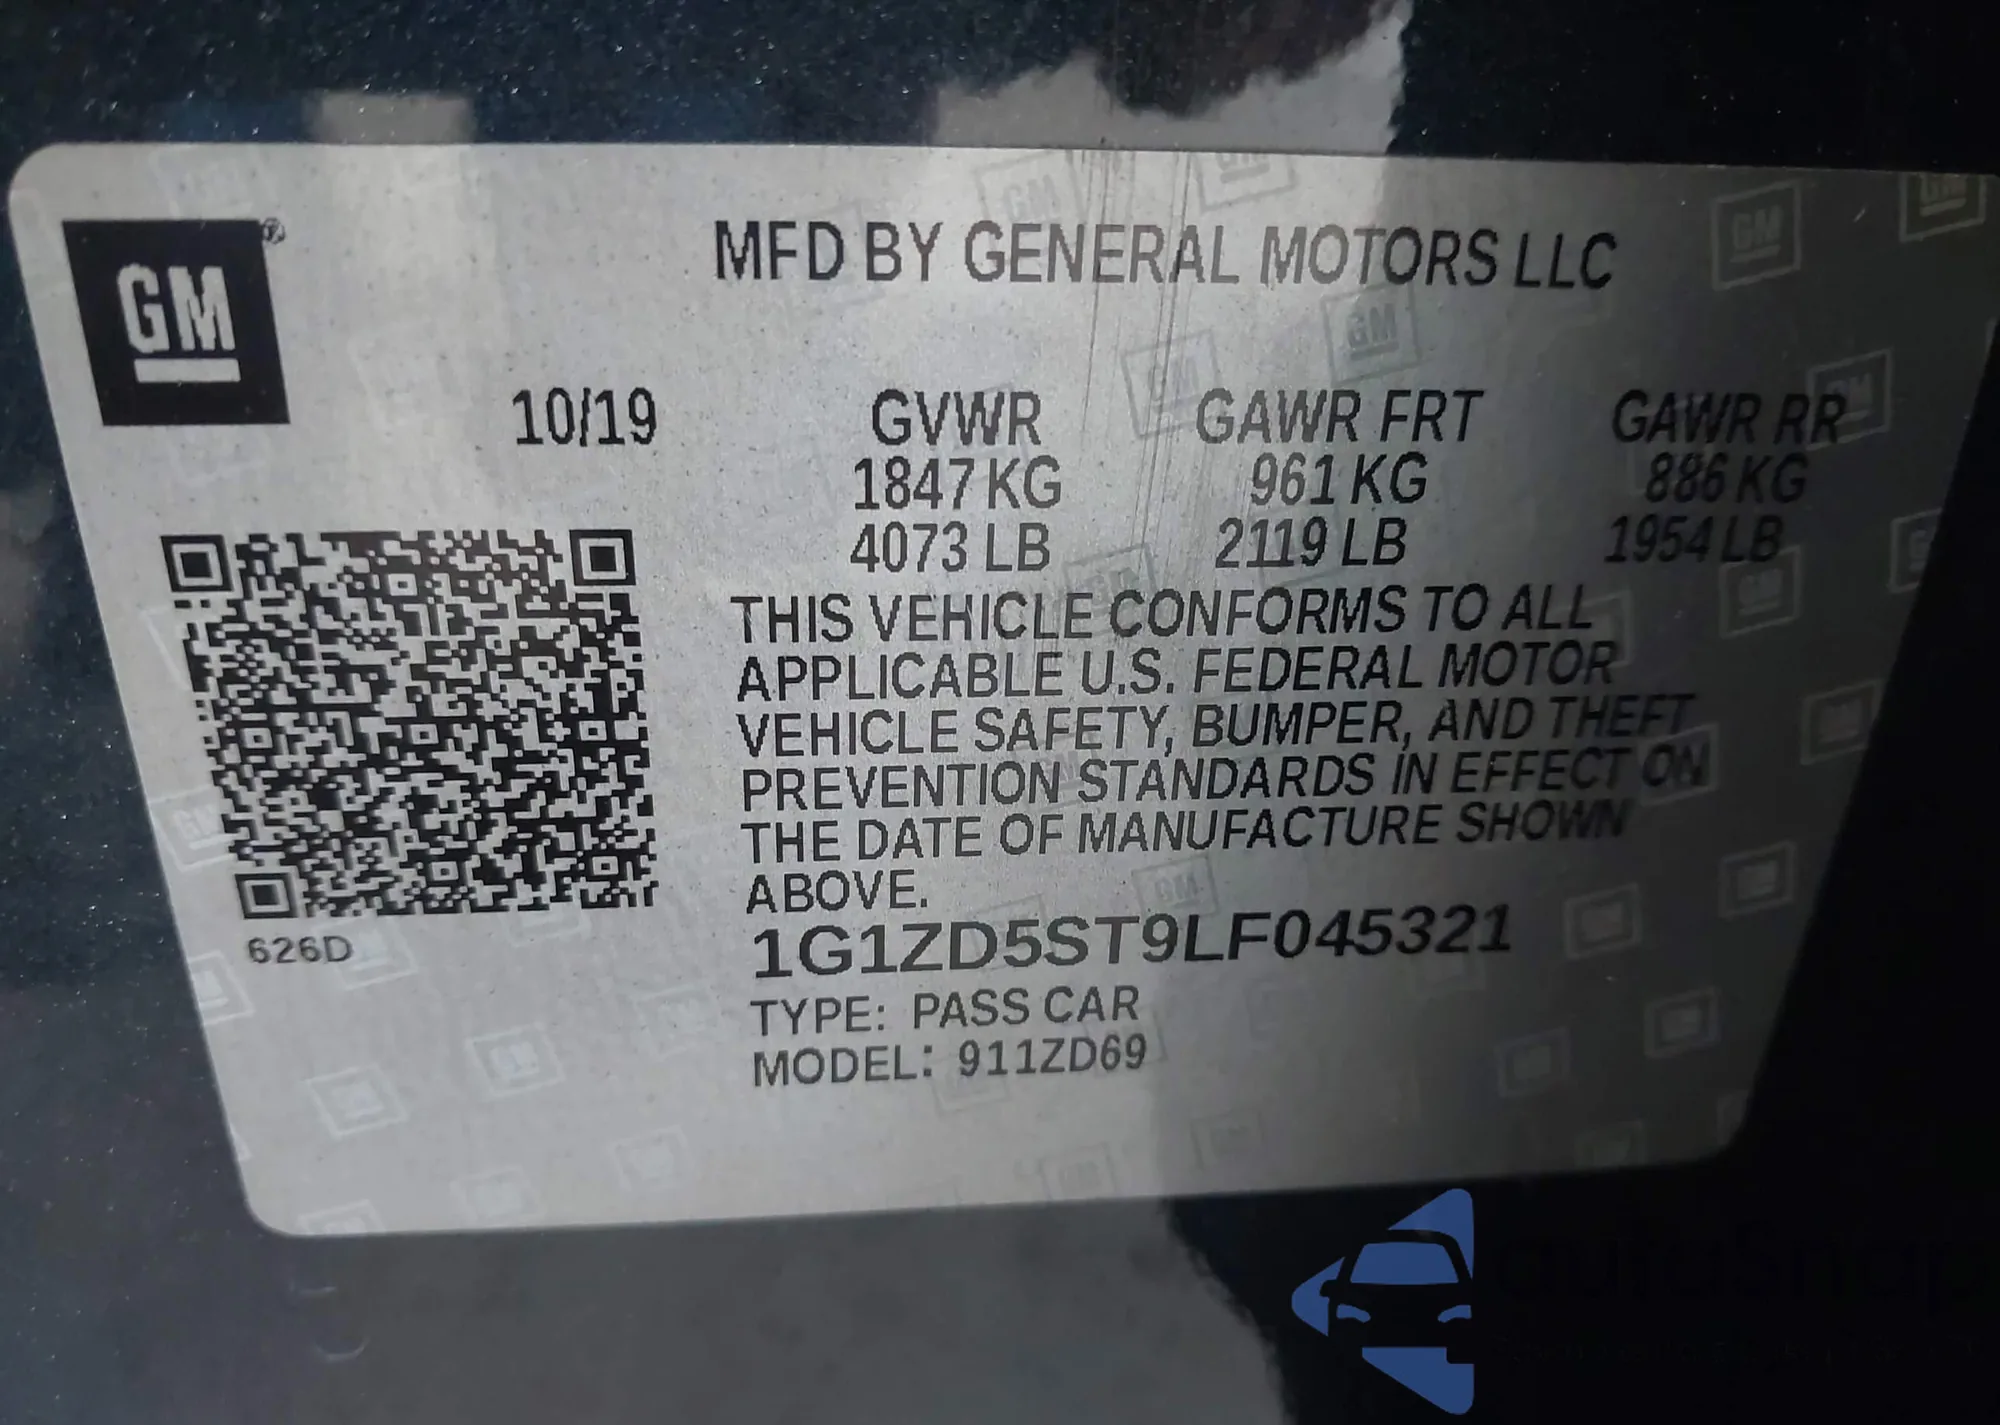 GM®
MFD BY GENERAL MOTORS LLC
10/19 GVWR GAWR FRT GAWR RR
1847 KG 961 KG 886 KG
4073 LB 2119 LB 1954 LB
THIS VEHICLE CONFORMS TO ALL
APPLICABLE U.S. FEDERAL MOTOR
VEHICLE SAFETY, BUMPER, AND THEFT
PREVENTION STANDARDS IN EFFECT ON
THE DATE OF MANUFACTURE SHOWN
ABOVE.
626D
1G1ZD5ST9LF045321
TYPE: PASS CAR
MODEL: 911ZD69